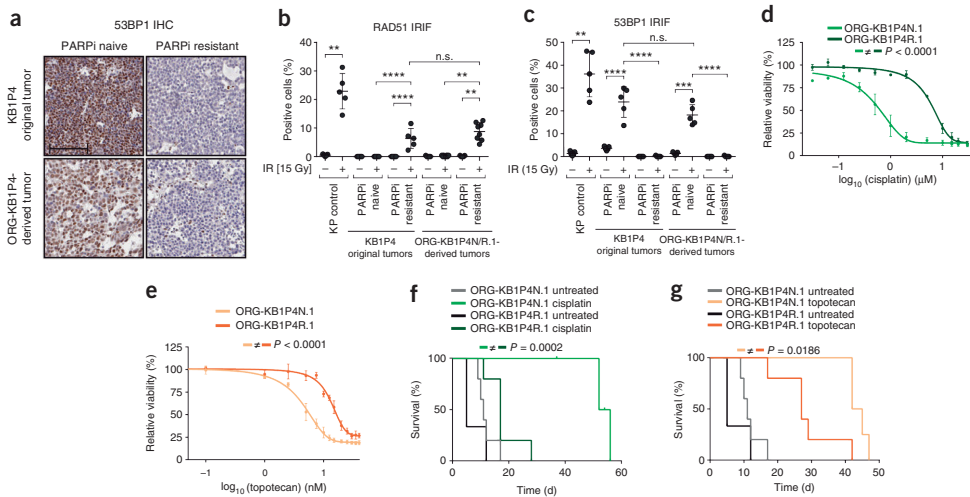 a
53BP1 IHC
PARPi naive
PARPi resistant
KB1P4
original tumor
ORG-KB1P4-
derived tumor
b
RAD51 IRIF
n.s.
**
****
**
****
**
Positive cells (%)
40
30
20
10
0
IR [15 Gy]
– + – + – + – + – +
KP control
PARPi
naive
PARPi
resistant
PARPi
naive
PARPi
resistant
KB1P4
original tumors
ORG-KB1P4N/R.1-
derived tumors
c
53BP1 IRIF
n.s.
**
****
****
****
***
Positive cells (%)
60
50
40
30
20
10
0
IR (15 Gy)
– + – + – + – + – +
KP control
PARPi
naive
PARPi
resistant
PARPi
naive
PARPi
resistant
KB1P4
original tumors
ORG-KB1P4N/R.1-
derived tumors
d
ORG-KB1P4N.1
ORG-KB1P4R.1
≠ P < 0.0001
Relative viability (%)
125
100
75
50
25
0
–1 0 1
log10 (cisplatin) (μM)
e
ORG-KB1P4N.1
ORG-KB1P4R.1
≠ P < 0.0001
Relative viability (%)
125
100
75
50
25
0
–1 0 1
log10 (topotecan) (nM)
f
ORG-KB1P4N.1 untreated
ORG-KB1P4N.1 cisplatin
ORG-KB1P4R.1 untreated
ORG-KB1P4R.1 cisplatin
≠ P = 0.0002
Survival (%)
100
75
50
25
0
0 20 40 60
Time (d)
g
ORG-KB1P4N.1 untreated
ORG-KB1P4N.1 topotecan
ORG-KB1P4R.1 untreated
ORG-KB1P4R.1 topotecan
≠ P = 0.0186
Survival (%)
100
75
50
25
0
0 10 20 30 40 50
Time (d)